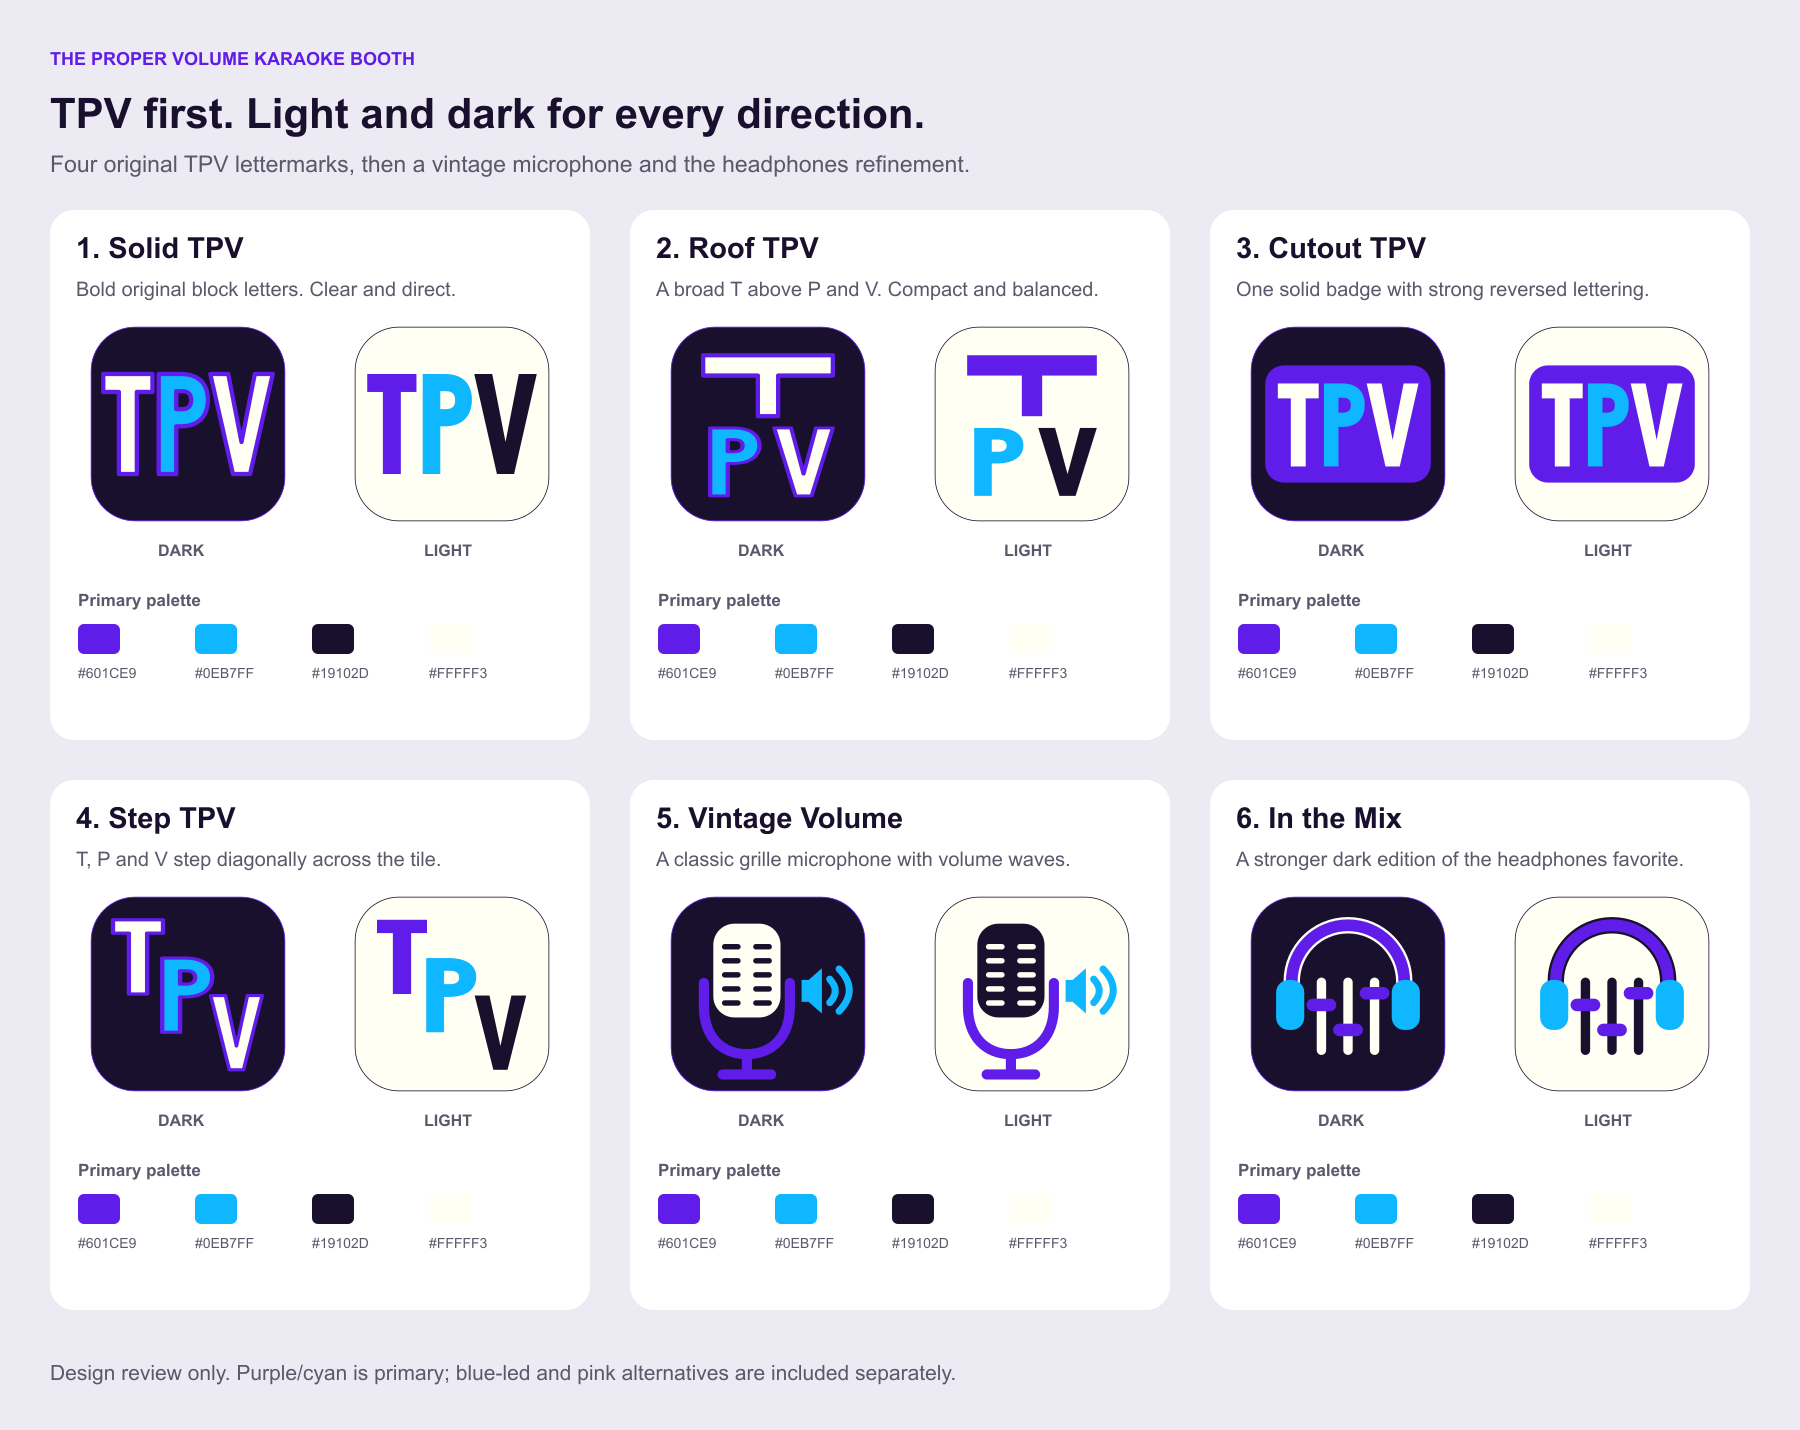 THE PROPER VOLUME KARAOKE BOOTH
TPV first. Light and dark for every direction.
Four original TPV lettermarks, then a vintage microphone and the headphones refinement.
1. Solid TPV
Bold original block letters. Clear and direct.
TPV
TPV
DARK
LIGHT
Primary palette
#601CE9 #0EB7FF #19102D #FFFFF3
2. Roof TPV
A broad T above P and V. Compact and balanced.
T
P V
T
P V
DARK
LIGHT
Primary palette
#601CE9 #0EB7FF #19102D #FFFFF3
3. Cutout TPV
One solid badge with strong reversed lettering.
TPV
TPV
DARK
LIGHT
Primary palette
#601CE9 #0EB7FF #19102D #FFFFF3
4. Step TPV
T, P and V step diagonally across the tile.
T
P
V
T
P
V
DARK
LIGHT
Primary palette
#601CE9 #0EB7FF #19102D #FFFFF3
5. Vintage Volume
A classic grille microphone with volume waves.
DARK
LIGHT
Primary palette
#601CE9 #0EB7FF #19102D #FFFFF3
6. In the Mix
A stronger dark edition of the headphones favorite.
DARK
LIGHT
Primary palette
#601CE9 #0EB7FF #19102D #FFFFF3
Design review only. Purple/cyan is primary; blue-led and pink alternatives are included separately.